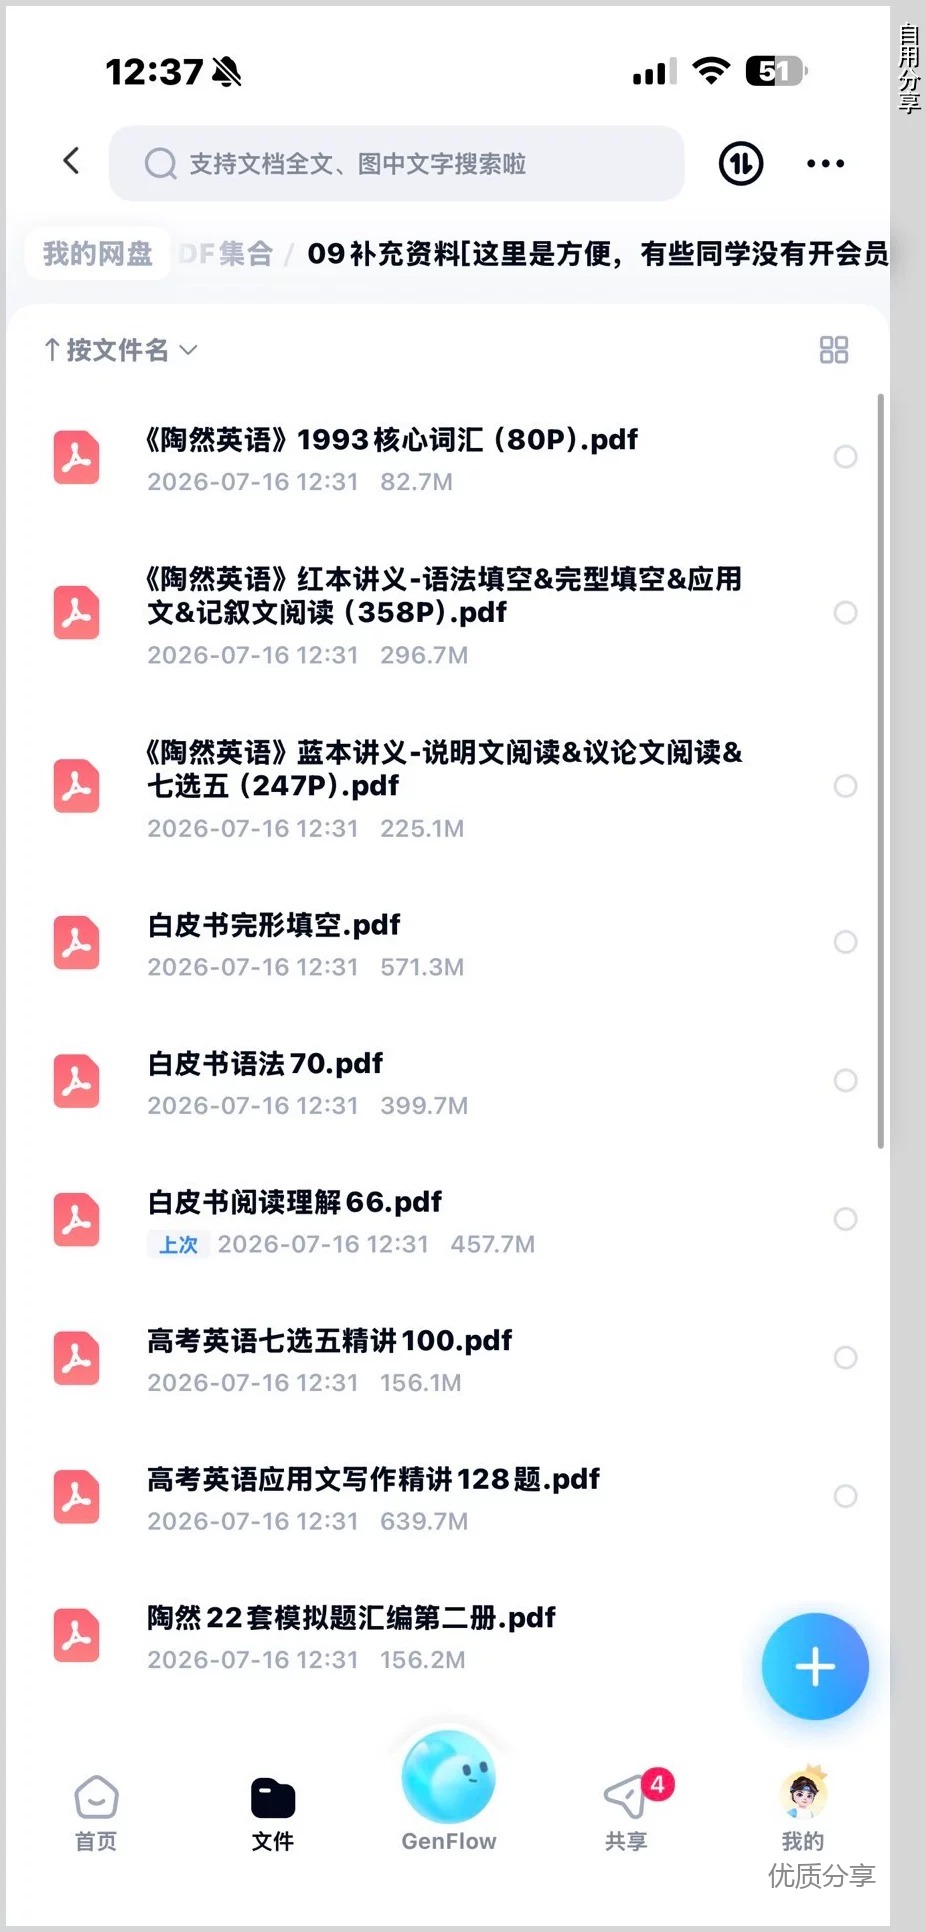 12:37
51
自用分享
支持文档全文、图中文字搜索啦
我的网盘 DF集合 / 09补充资料[这里是方便，有些同学没有开会员
↑按文件名
《陶然英语》1993核心词汇（80P）.pdf
2026-07-16 12:31 82.7M
《陶然英语》红本讲义-语法填空&完型填空&应用
文&记叙文阅读（358P）.pdf
2026-07-16 12:31 296.7M
《陶然英语》蓝本讲义-说明文阅读&议论文阅读&
七选五（247P）.pdf
2026-07-16 12:31 225.1M
白皮书完形填空.pdf
2026-07-16 12:31 571.3M
白皮书语法70.pdf
2026-07-16 12:31 399.7M
白皮书阅读理解66.pdf
上次 2026-07-16 12:31 457.7M
高考英语七选五精讲100.pdf
2026-07-16 12:31 156.1M
高考英语应用文写作精讲128题.pdf
2026-07-16 12:31 639.7M
陶然22套模拟题汇编第二册.pdf
2026-07-16 12:31 156.2M
4
首页 文件 GenFlow 共享 我的
优质分享